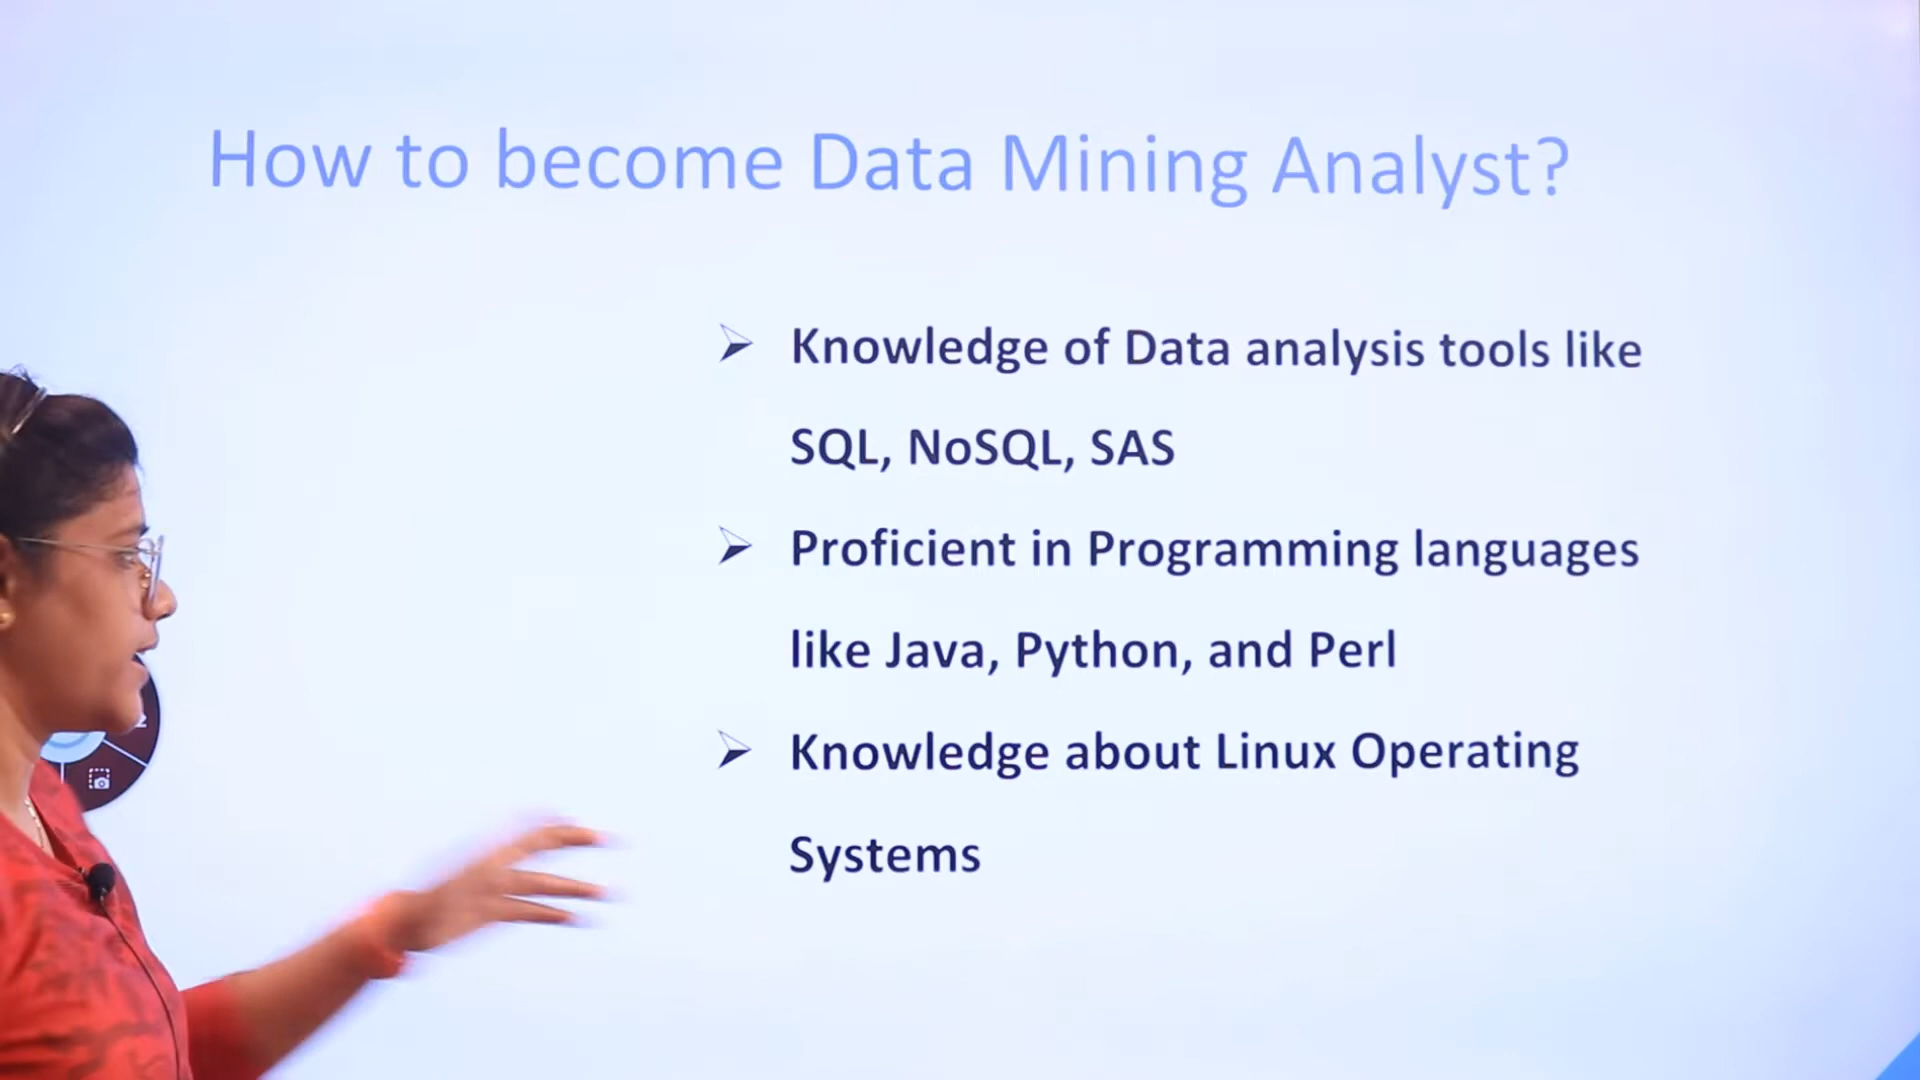 How to become Data Mining Analyst?
➢ Knowledge of Data analysis tools like
SQL, NoSQL, SAS
➢ Proficient in Programming languages
like Java, Python, and Perl
➢ Knowledge about Linux Operating
Systems
2